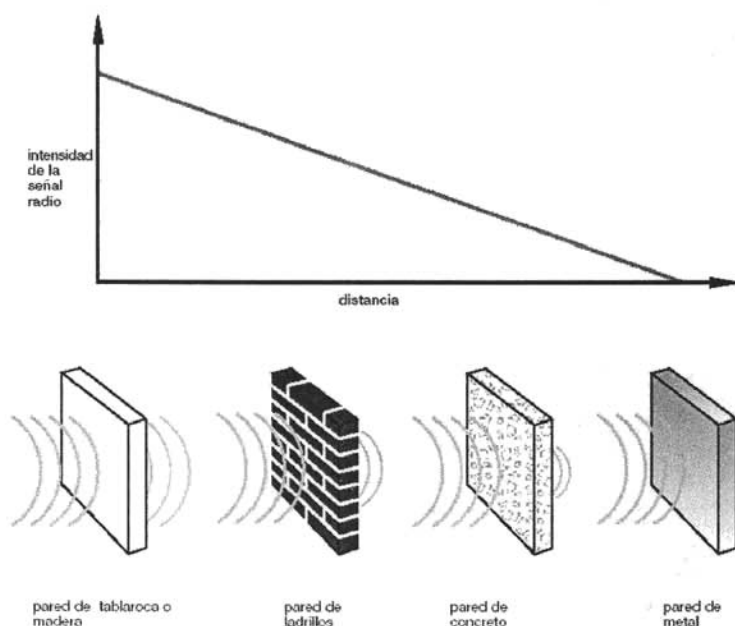 intensidad
de la
señal
radio
distancia
pared de tablaroca o
madera
pared de
ladrillos
pared de
concreto
pared de
metal